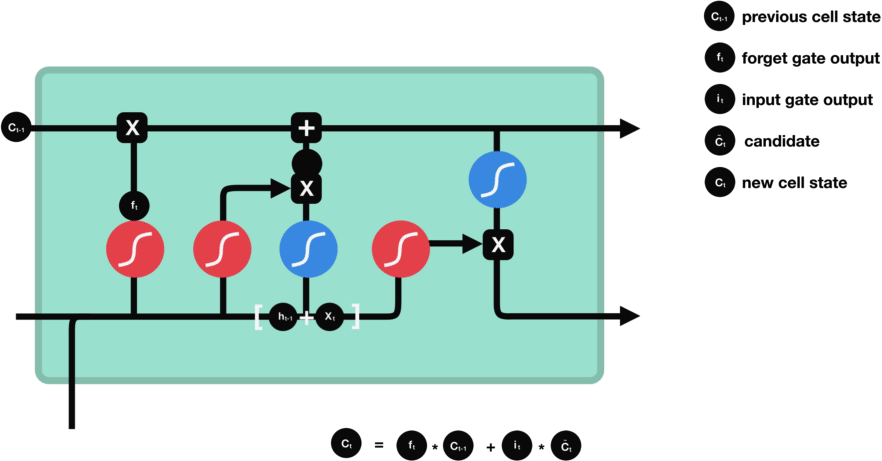 Ct-1 previous cell state
ft forget gate output
it input gate output
C̃t candidate
Ct new cell state
Ct-1 X +
X
ft
X
[ ht-1 + Xt ]
Ct = ft * Ct-1 + it * C̃t